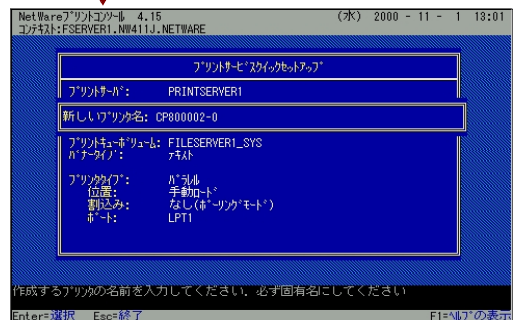 NetWareﾌﾟﾘﾝﾄｺﾝｿｰﾙ 4.15 (水) 2000 - 11 - 1 13:01
ｺﾝﾃｷｽﾄ:FSERVER1.NW411J.NETWARE
ﾌﾟﾘﾝﾄｻｰﾋﾞｽｸｲｯｸｾｯﾄｱｯﾌﾟ
ﾌﾟﾘﾝﾄｻｰﾊﾞ: PRINTSERVER1
新しいﾌﾟﾘﾝﾀ名: CP800002-0
ﾌﾟﾘﾝﾄｷｭｰﾎﾞﾘｭｰﾑ: FILESERVER1_SYS
ﾊﾞﾅｰﾀｲﾌﾟ: ﾃｷｽﾄ
ﾌﾟﾘﾝﾀﾀｲﾌﾟ: ﾊﾟﾗﾚﾙ
位置: 手動ﾛｰﾄﾞ
割込み: なし(ﾎﾟｰﾘﾝｸﾞﾓｰﾄﾞ)
ﾎﾟｰﾄ: LPT1
作成するﾌﾟﾘﾝﾀの名前を入力してください. 必ず固有名にしてください
Enter=選択 Esc=終了 F1=ﾍﾙﾌﾟの表示